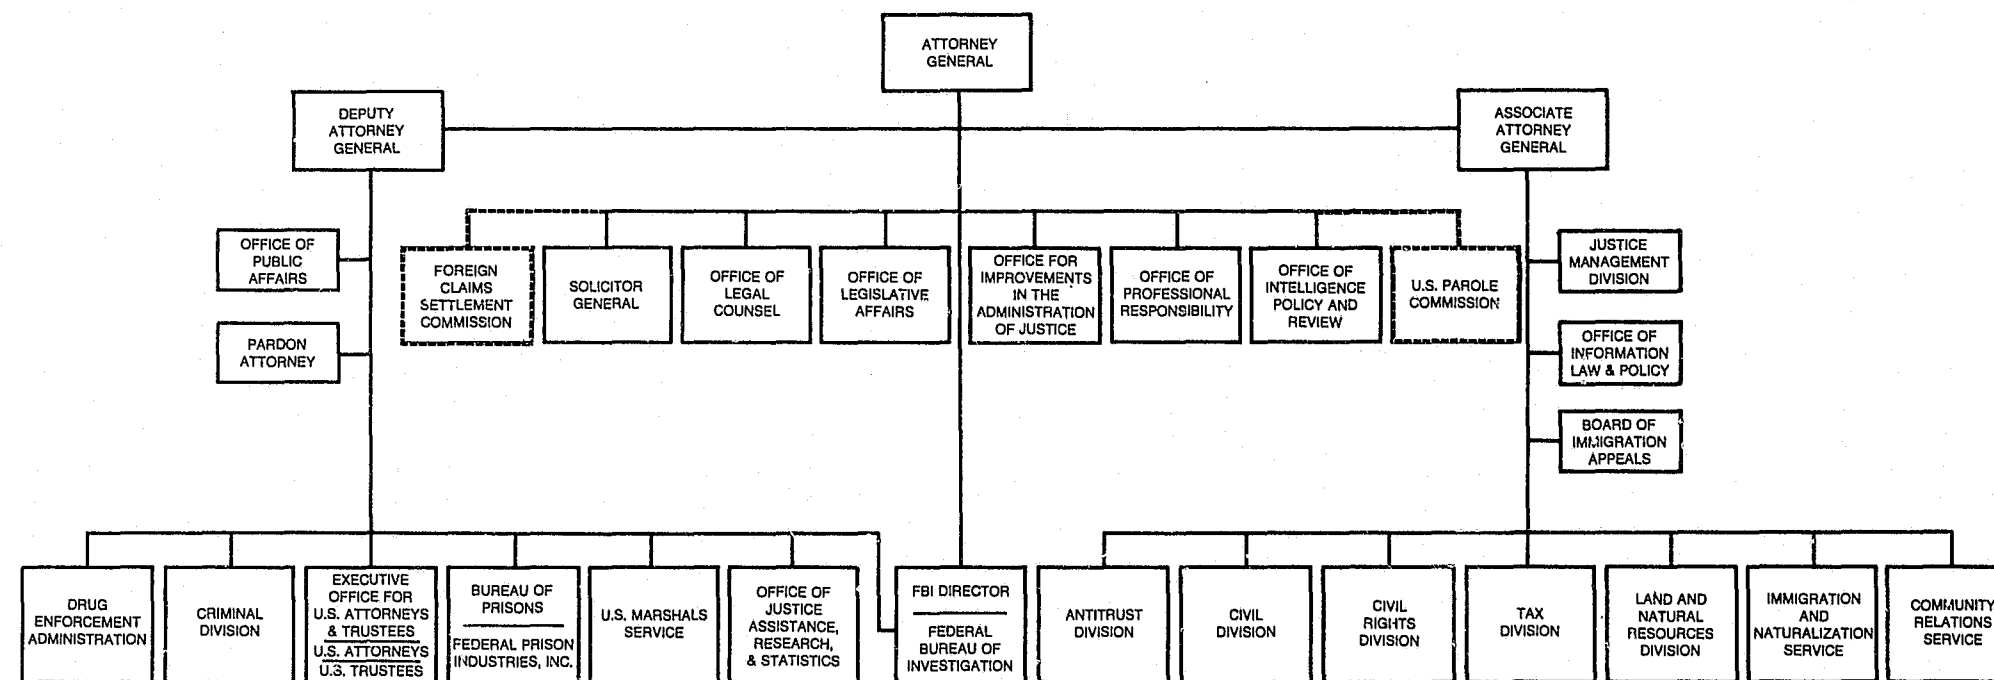 ATTORNEY
GENERAL
DEPUTY
ATTORNEY
GENERAL
ASSOCIATE
ATTORNEY
GENERAL
OFFICE OF
PUBLIC
AFFAIRS
PARDON
ATTORNEY
FOREIGN
CLAIMS
SETTLEMENT
COMMISSION
SOLICITOR
GENERAL
OFFICE OF
LEGAL
COUNSEL
OFFICE OF
LEGISLATIVE
AFFAIRS
OFFICE FOR
IMPROVEMENTS
IN THE
ADMINISTRATION
OF JUSTICE
OFFICE OF
PROFESSIONAL
RESPONSIBILITY
OFFICE OF
INTELLIGENCE
POLICY AND
REVIEW
U.S. PAROLE
COMMISSION
JUSTICE
MANAGEMENT
DIVISION
OFFICE OF
INFORMATION
LAW & POLICY
BOARD OF
IMMIGRATION
APPEALS
DRUG
ENFORCEMENT
ADMINISTRATION
CRIMINAL
DIVISION
EXECUTIVE
OFFICE FOR
U.S. ATTORNEYS
& TRUSTEES
U.S. ATTORNEYS
U.S. TRUSTEES
BUREAU OF
PRISONS
FEDERAL PRISON
INDUSTRIES, INC.
U.S. MARSHALS
SERVICE
OFFICE OF
JUSTICE
ASSISTANCE,
RESEARCH,
& STATISTICS
FBI DIRECTOR
FEDERAL
BUREAU OF
INVESTIGATION
ANTITRUST
DIVISION
CIVIL
DIVISION
CIVIL
RIGHTS
DIVISION
TAX
DIVISION
LAND AND
NATURAL
RESOURCES
DIVISION
IMMIGRATION
AND
NATURALIZATION
SERVICE
COMMUNITY
RELATIONS
SERVICE